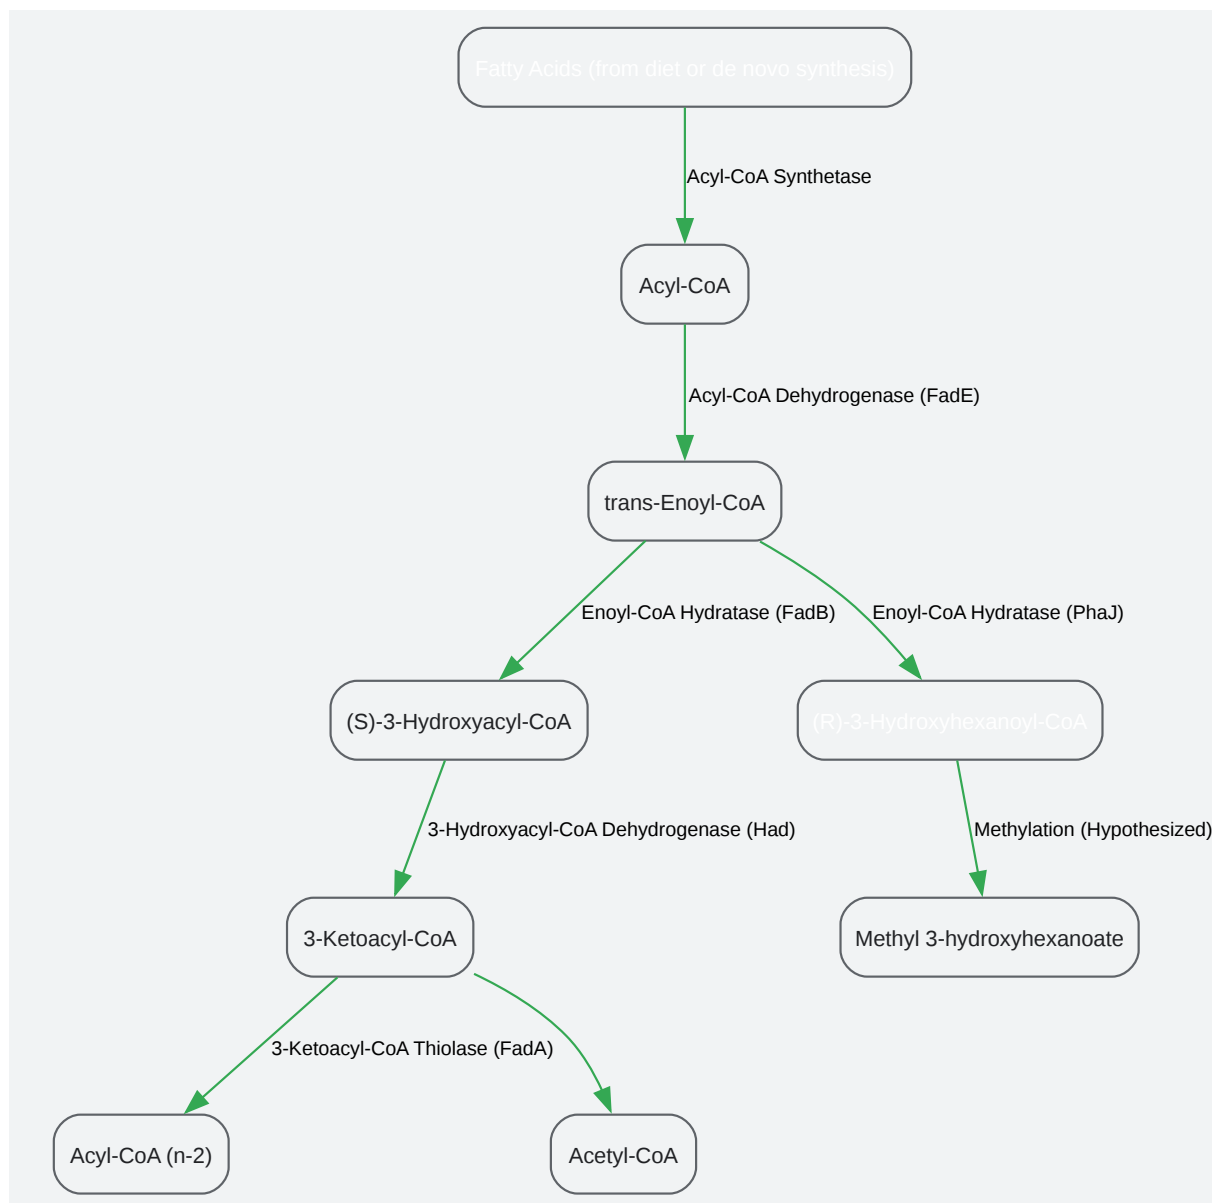 Fatty Acids (from diet or de novo synthesis)
Acyl-CoA Synthetase
Acyl-CoA
Acyl-CoA Dehydrogenase (FadE)
trans-Enoyl-CoA
Enoyl-CoA Hydratase (FadB)
Enoyl-CoA Hydratase (PhaJ)
(S)-3-Hydroxyacyl-CoA
(R)-3-Hydroxyhexanoyl-CoA
3-Hydroxyacyl-CoA Dehydrogenase (Had)
Methylation (Hypothesized)
3-Ketoacyl-CoA
Methyl 3-hydroxyhexanoate
3-Ketoacyl-CoA Thiolase (FadA)
Acyl-CoA (n-2)
Acetyl-CoA